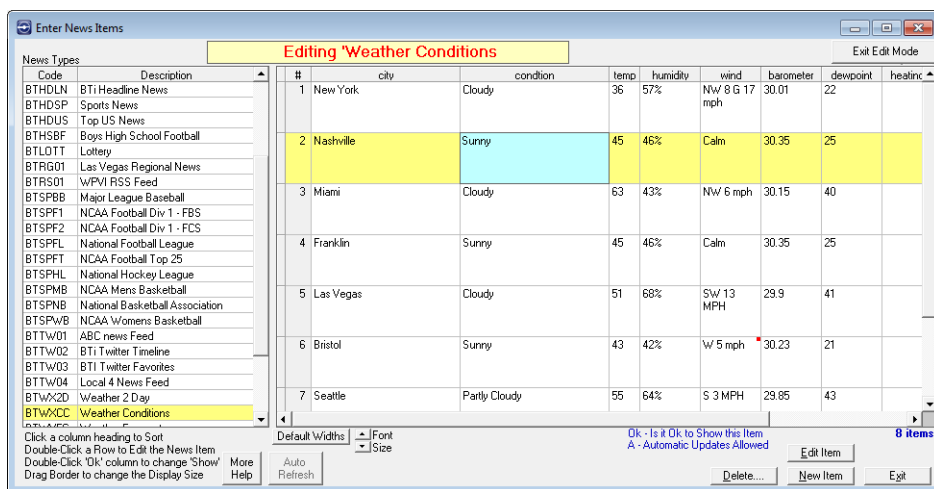 Enter News Items
Editing 'Weather Conditions
Exit Edit Mode
News Types
Code Description
BTHDLN BTi Headline News
BTHDSP Sports News
BTHDUS Top US News
BTHSBF Boys High School Football
BTLOTT Lottery
BTRG01 Las Vegas Regional News
BTRS01 WPVI RSS Feed
BTSPBB Major League Baseball
BTSPF1 NCAA Football Div 1 - FBS
BTSPF2 NCAA Football Div 1 - FCS
BTSPFL National Football League
BTSPFT NCAA Football Top 25
BTSPHL National Hockey League
BTSPMB NCAA Mens Basketball
BTSPNB National Basketball Association
BTSPWB NCAA Womens Basketball
BTTW01 ABC news Feed
BTTW02 BTi Twitter Timeline
BTTW03 BTI Twitter Favorites
BTTW04 Local 4 News Feed
BTWX2D Weather 2 Day
BTWXCC Weather Conditions
# city condtion temp humidity wind barometer dewpoint heating
1 New York Cloudy 36 57% NW 8 G 17 30.01 22
mph
2 Nashville Sunny 45 46% Calm 30.35 25
3 Miami Cloudy 63 43% NW 6 mph 30.15 40
4 Franklin Sunny 45 46% Calm 30.35 25
5 Las Vegas Cloudy 51 68% SW 13 29.9 41
MPH
6 Bristol Sunny 43 42% W 5 mph 30.23 21
7 Seattle Partly Cloudy 55 64% S 3 MPH 29.85 43
Click a column heading to Sort
Double-Click a Row to Edit the News Item
Double-Click 'Ok' column to change 'Show'
Drag Border to change the Display Size
More
Help
Default Widths
Font
Size
Auto
Refresh
Ok - Is it Ok to Show this Item
A - Automatic Updates Allowed
8 items
Edit Item
Delete....
New Item
Exit